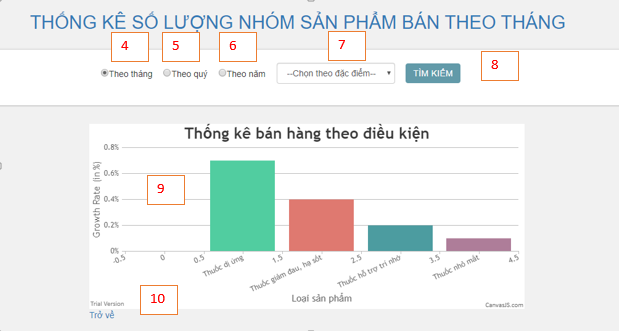 THỐNG KÊ SỐ LƯỢNG NHÓM SẢN PHẨM BÁN THEO THÁNG
4 5 6 7
Theo tháng Theo quý Theo năm --Chọn theo đặc điểm-- TÌM KIẾM 8
Thống kê bán hàng theo điều kiện
0.8%
0.6%
0.4%
0.2%
0%
Growth Rate (in %)
9
-0.5 0 0.5 1.5 2.5 3.5 4.5
Thuốc dị ứng Thuốc giảm đau, hạ sốt Thuốc hỗ trợ trí nhớ Thuốc nhỏ mắt
Loại sản phẩm
10
Trial Version CanvasJS.com
Trở về